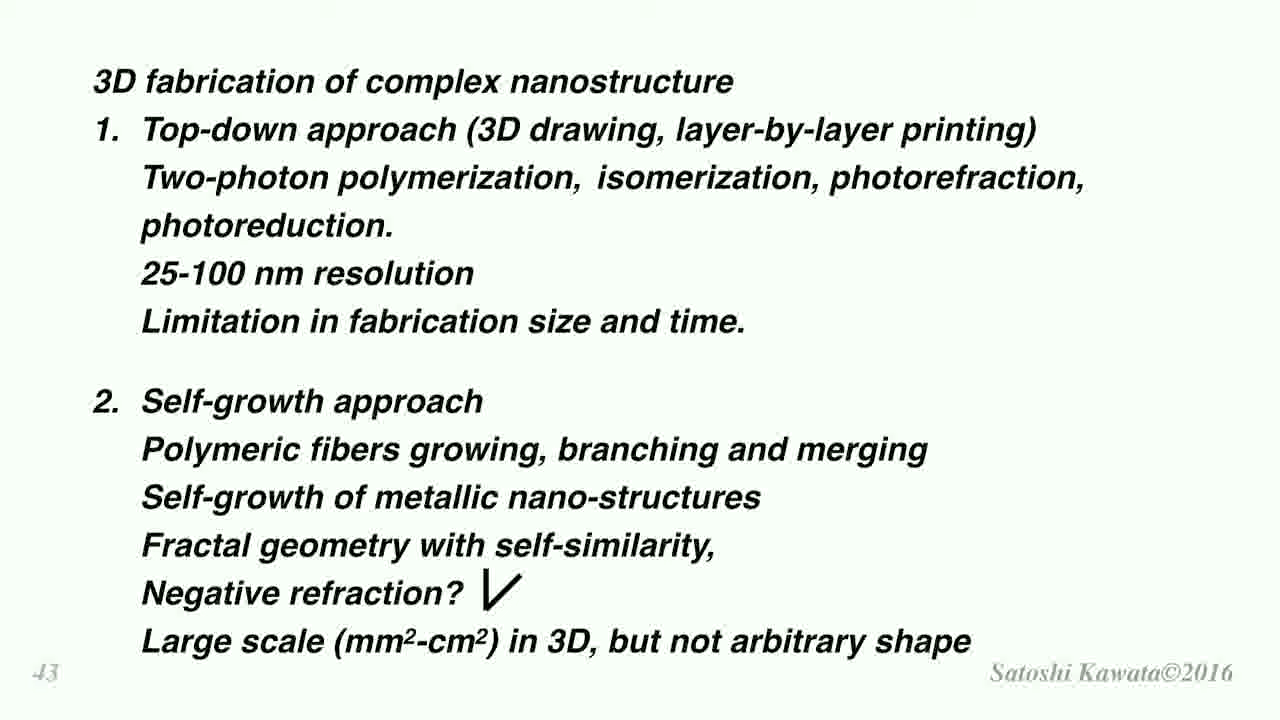 3D fabrication of complex nanostructure
1. Top-down approach (3D drawing, layer-by-layer printing)
Two-photon polymerization, isomerization, photorefraction,
photoreduction.
25-100 nm resolution
Limitation in fabrication size and time.
2. Self-growth approach
Polymeric fibers growing, branching and merging
Self-growth of metallic nano-structures
Fractal geometry with self-similarity,
Negative refraction?
Large scale (mm²-cm²) in 3D, but not arbitrary shape
43
Satoshi Kawata©2016